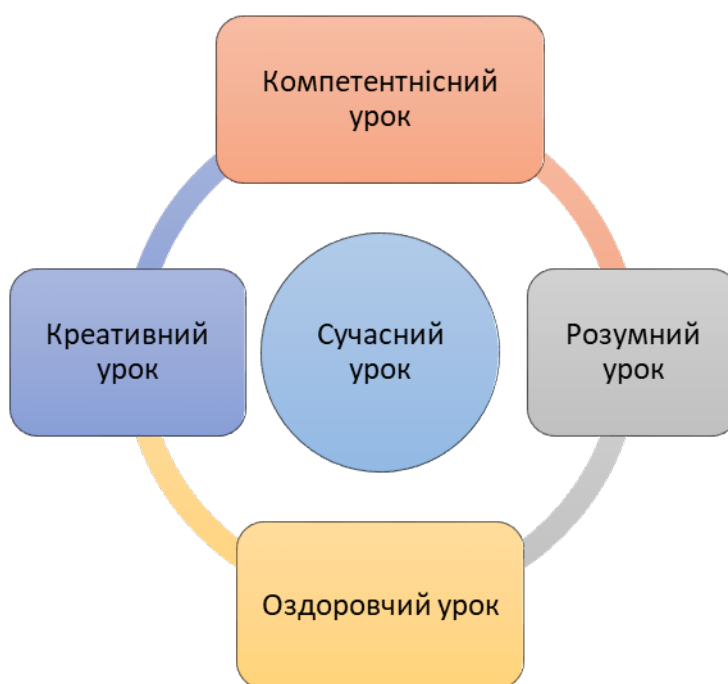 Компетентнісний
урок
Креативний
урок
Сучасний
урок
Розумний
урок
Оздоровчий урок